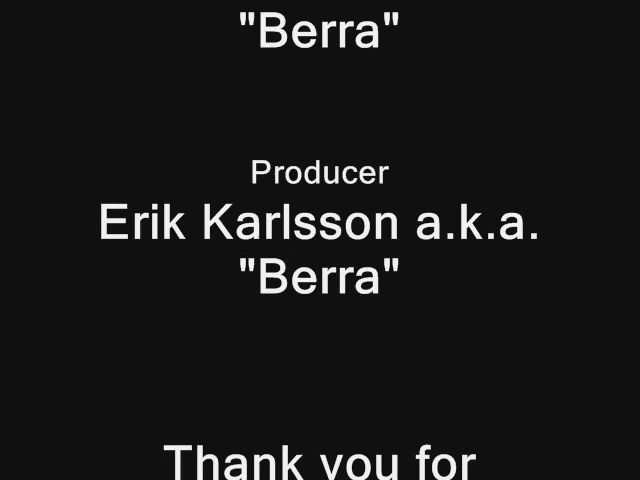 "Berra"
Producer
Erik Karlsson a.k.a.
"Berra"
Thank you for